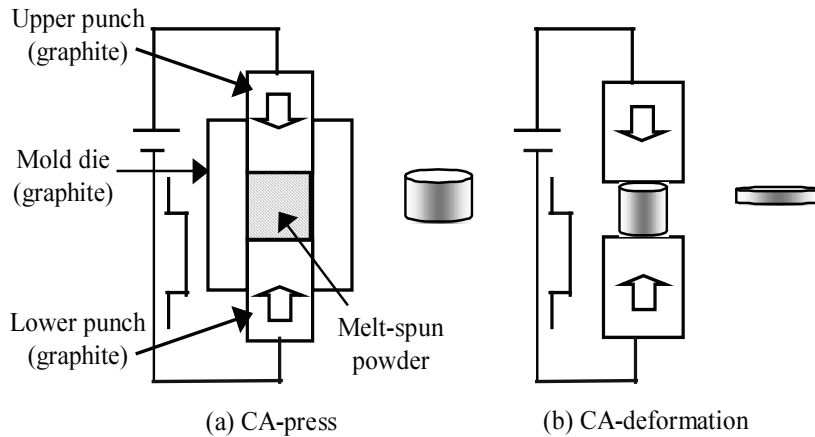 Upper punch
(graphite)
Mold die
(graphite)
Lower punch
(graphite)
Melt-spun
powder
(a) CA-press
(b) CA-deformation